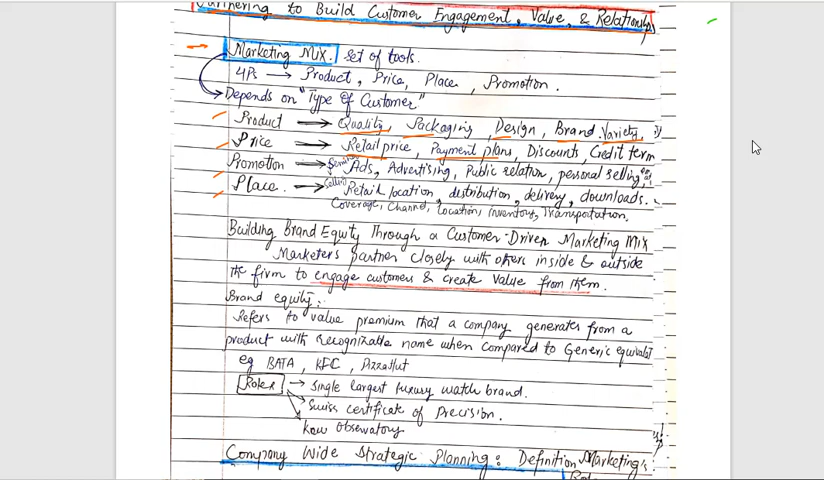 Partnering to Build Customer Engagement, Value, & Relationships
Marketing Mix. Set of tools.
4Ps → Product, Price, Place, Promotion.
Depends on "Type of Customer"
Product → Quality, Packaging, Design, Brand Variety,
Price → Retail price, Payment plans, Discounts, Credit term
Promotion → Ads, Advertising, Public relation, personal selling
Place. → Retail location, distribution, delivery, downloads.
Coverage, Channel, Location, inventory, Transportation.
Building Brand Equity Through a Customer-Driven Marketing Mix
Marketers partner closely with others inside & outside
the firm to engage customers & create value from them.
Brand equity:
Refers to value premium that a company generates from a
product with recognizable name when compared to Generic equivalent
eg BATA, KFC, PizzaHut
Rolex → Single largest luxury watch brand.
Swiss certificate of Precision.
Kew Observatory
Company Wide Strategic Planning: Definition Marketing's